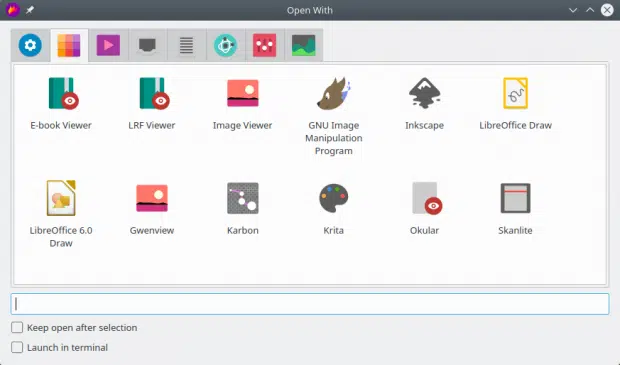 Open With
E-book Viewer
LRF Viewer
Image Viewer
GNU Image
Manipulation
Program
Inkscape
LibreOffice Draw
LibreOffice 6.0
Draw
Gwenview
Karbon
Krita
Okular
Skanlite
Keep open after selection
Launch in terminal